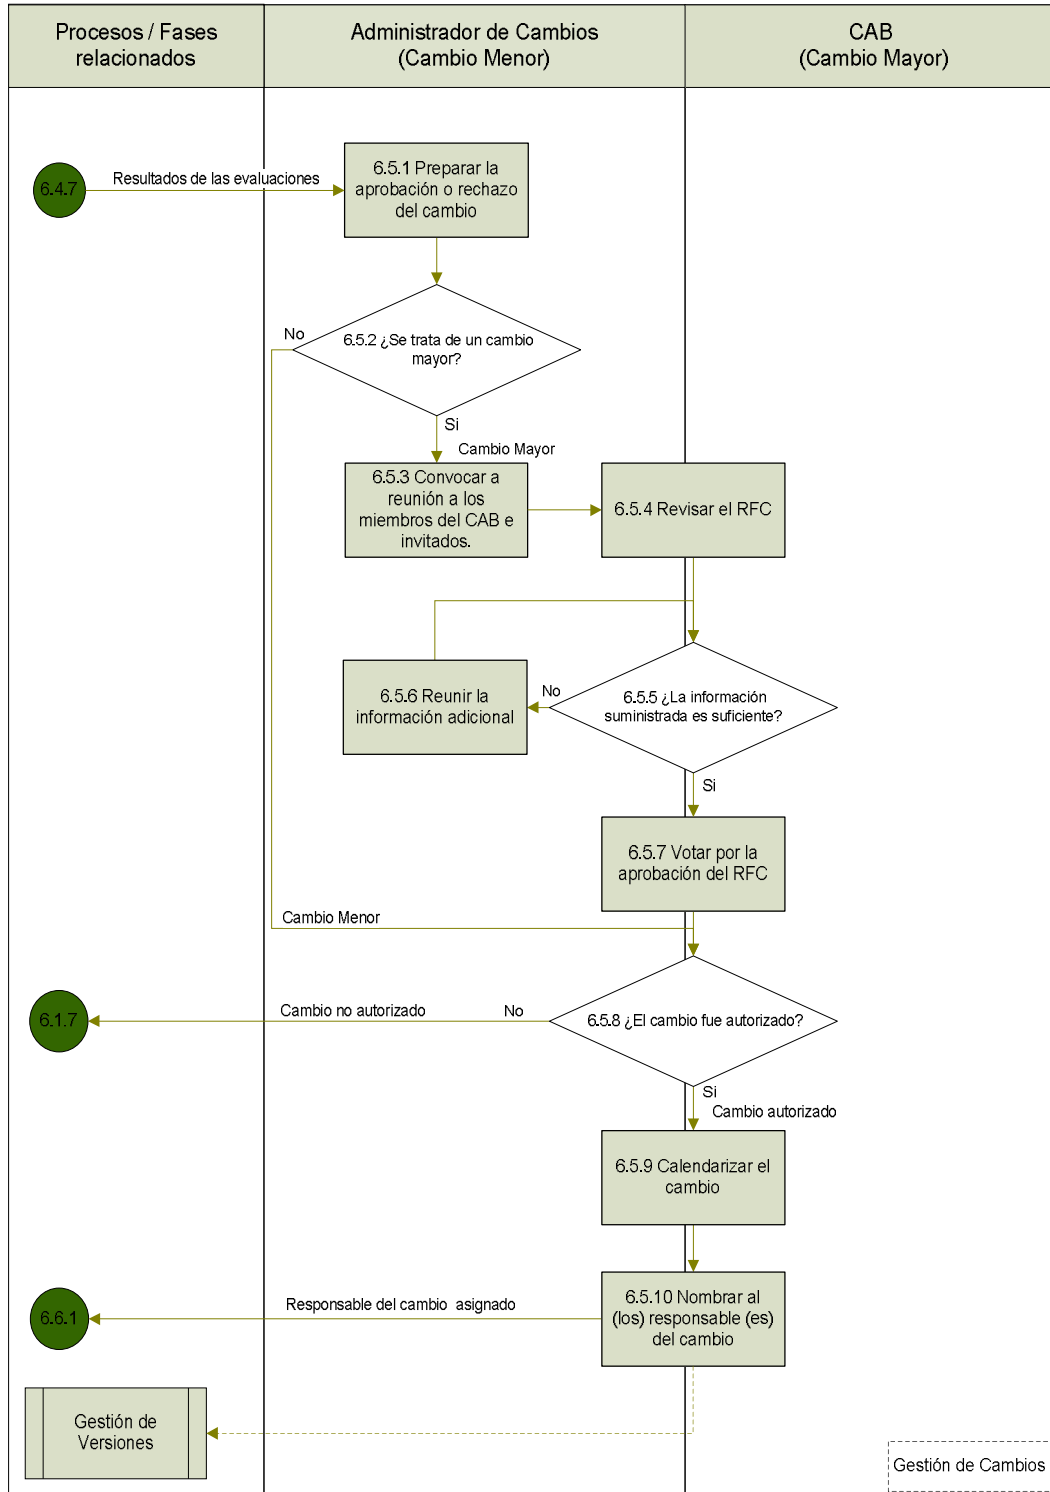 Procesos / Fases
relacionados
Administrador de Cambios
(Cambio Menor)
CAB
(Cambio Mayor)
6.4.7
Resultados de las evaluaciones
6.5.1 Preparar la
aprobación o rechazo
del cambio
No
6.5.2 ¿Se trata de un cambio
mayor?
Si
Cambio Mayor
6.5.3 Convocar a
reunión a los
miembros del CAB e
invitados.
6.5.4 Revisar el RFC
6.5.6 Reunir la
información adicional
No
6.5.5 ¿La información
suministrada es suficiente?
Si
6.5.7 Votar por la
aprobación del RFC
Cambio Menor
6.1.7
Cambio no autorizado
No
6.5.8 ¿El cambio fue autorizado?
Si
Cambio autorizado
6.5.9 Calendarizar el
cambio
6.6.1
Responsable del cambio asignado
6.5.10 Nombrar al
(los) responsable (es)
del cambio
Gestión de
Versiones
Gestión de Cambios